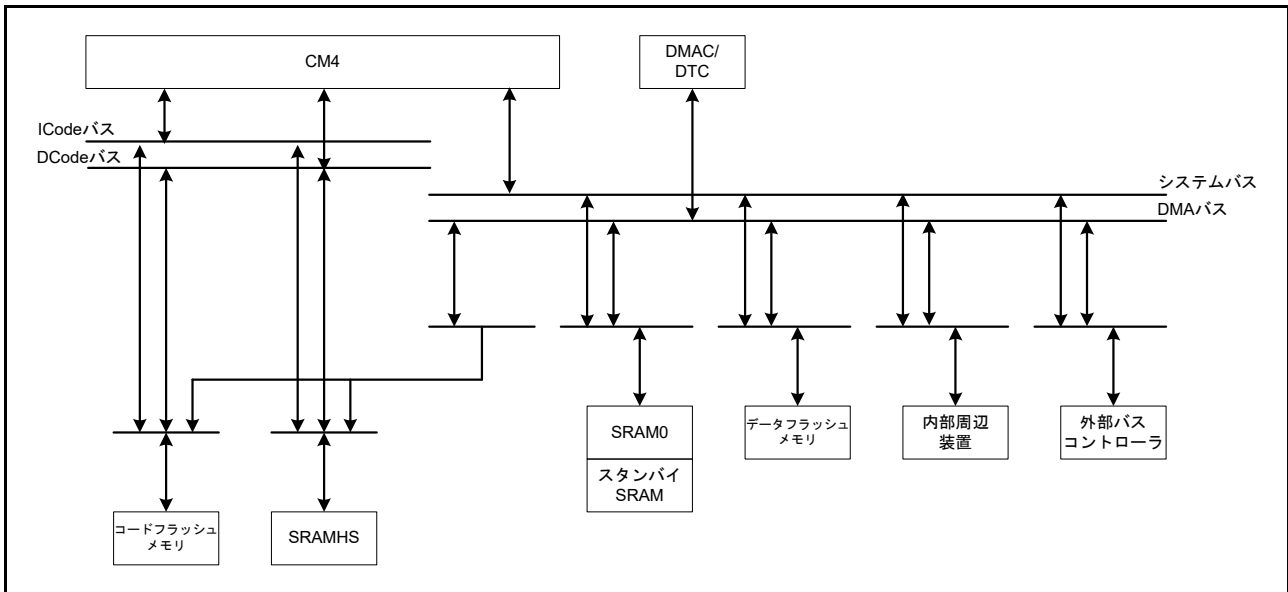 CM4
DMAC/
DTC
ICodeバス
DCodeバス
システムバス
DMAバス
SRAM0
スタンバイ
SRAM
データフラッシュ
メモリ
内部周辺
装置
外部バス
コントローラ
コードフラッシュ
メモリ
SRAMHS